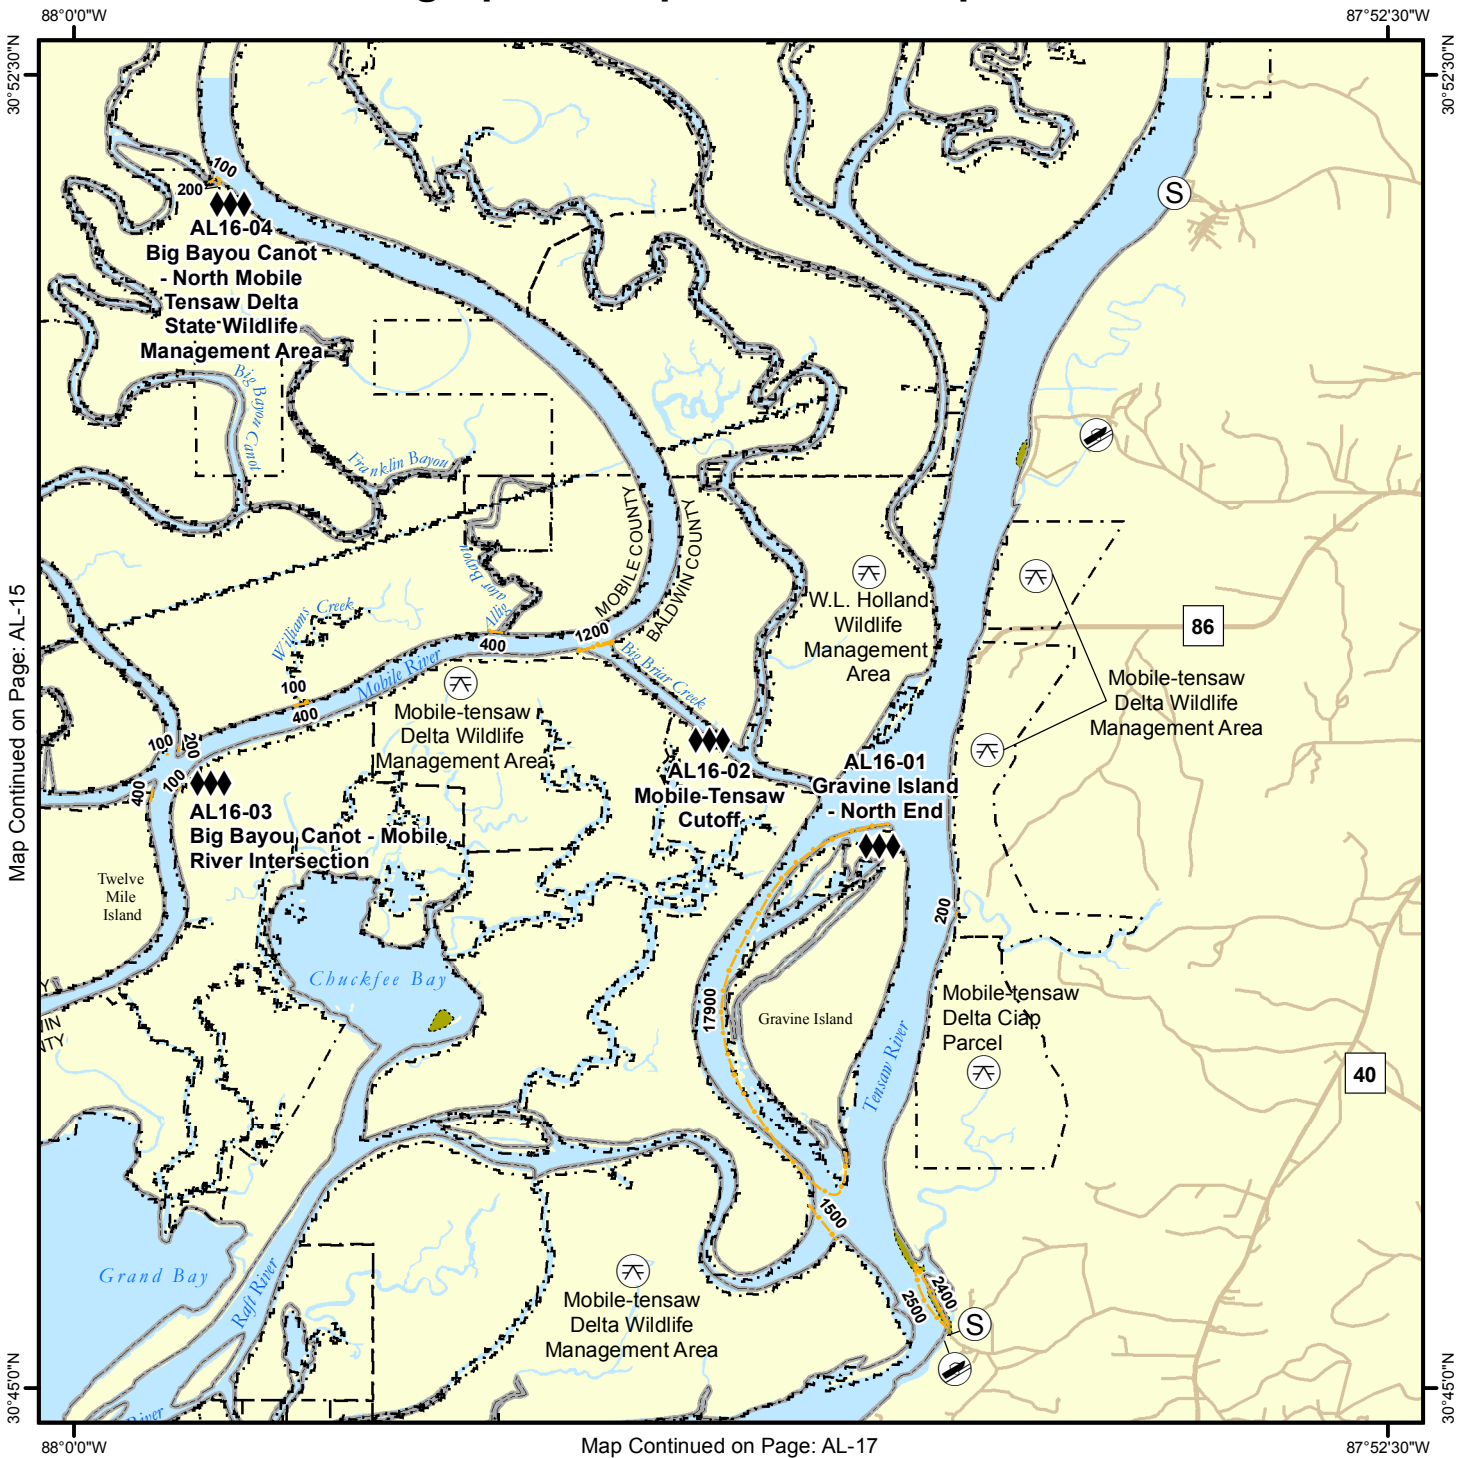 88°0'0"W
87°52'30"W
30°52'30"N
30°52'30"N
100
200
S
AL16-04
Big Bayou Canot
- North Mobile
Tensaw Delta
State Wildlife
Management Area
Big Bayou Canot
Franklin Bayou
MOBILE COUNTY
BALDWIN COUNTY
Alligator Bayou
Williams Creek
W.L. Holland
Wildlife
Management
Area
86
Map Continued on Page: AL-15
1200
400
Big Briar Creek
Mobile River
100
400
Mobile-tensaw
Delta Wildlife
Management Area
Mobile-tensaw
Delta Wildlife
Management Area
100
200
400
100
AL16-03
Big Bayou Canot - Mobile
River Intersection
AL16-02
Mobile-Tensaw
Cutoff
AL16-01
Gravine Island
- North End
Twelve
Mile
Island
200
Chuckfee Bay
17900
Gravine Island
Tensaw River
Mobile-tensaw
Delta Ciap
Parcel
40
1500
Grand Bay
Raft River
Mobile-tensaw
Delta Wildlife
Management Area
2400
2500
S
River
30°45'0"N
30°45'0"N
88°0'0"W
Map Continued on Page: AL-17
87°52'30"W